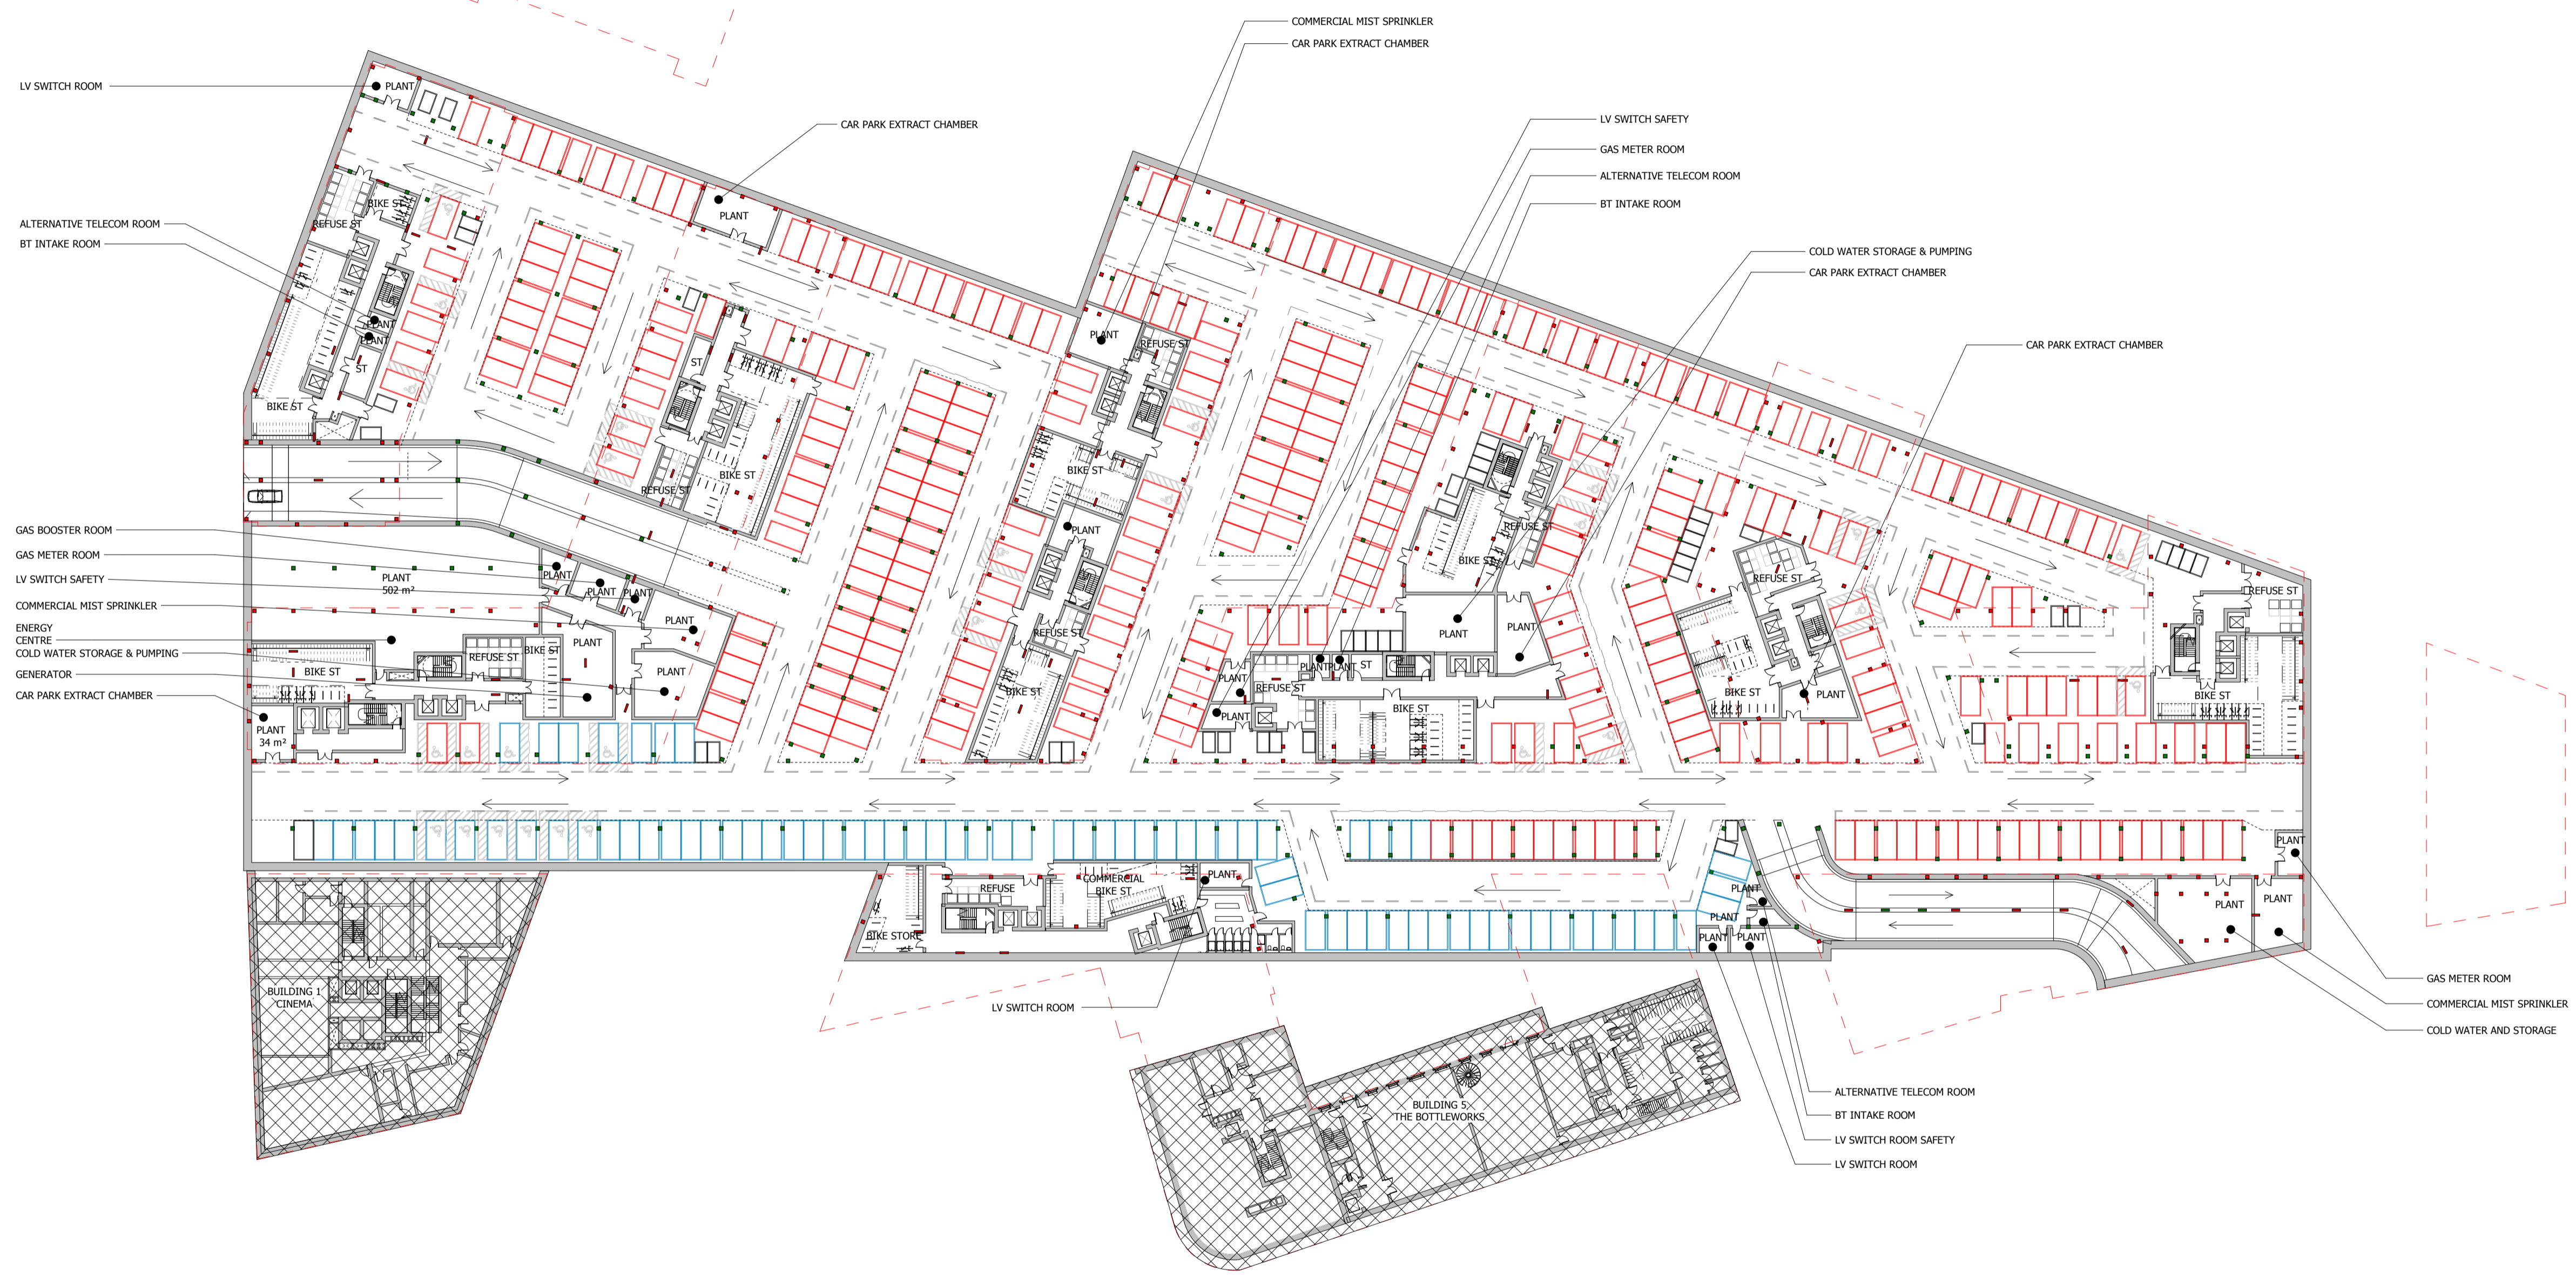 COMMERCIAL MIST SPRINKLER
CAR PARK EXTRACT CHAMBER
LV SWITCH ROOM
PLANT
CAR PARK EXTRACT CHAMBER
LV SWITCH SAFETY
GAS METER ROOM
ALTERNATIVE TELECOM ROOM
BT INTAKE ROOM
BIKE ST
REFUSE ST
PLANT
ALTERNATIVE TELECOM ROOM
BT INTAKE ROOM
COLD WATER STORAGE & PUMPING
CAR PARK EXTRACT CHAMBER
PLANT
PLANT
ST
PLANT
REFUSE ST
CAR PARK EXTRACT CHAMBER
ST
BIKE ST
BIKE ST
REFUSE ST
BIKE ST
PLANT
REFUSE ST
BIKE ST
GAS BOOSTER ROOM
GAS METER ROOM
LV SWITCH SAFETY
COMMERCIAL MIST SPRINKLER
ENERGY
CENTRE
COLD WATER STORAGE & PUMPING
GENERATOR
CAR PARK EXTRACT CHAMBER
PLANT
502 m²
PLANT
PLANT
PLANT
PLANT
PLANT
PLANT
BIKE ST
REFUSE ST
BIKE ST
PLANT
34 m²
REFUSE ST
BIKE ST
PLANT
PLANT
PLANT
PLANT
ST
PLANT
REFUSE ST
PLANT
BIKE ST
REFUSE ST
BIKE ST
PLANT
REFUSE ST
BIKE ST
PLANT
REFUSE
COMMERCIAL
BIKE ST
PLANT
BIKE STORE
PLANT
PLANT
PLANT
PLANT
PLANT
PLANT
LV SWITCH ROOM
BUILDING 1
CINEMA
BUILDING 5,
THE BOTTLEWORKS
GAS METER ROOM
COMMERCIAL MIST SPRINKLER
COLD WATER AND STORAGE
ALTERNATIVE TELECOM ROOM
BT INTAKE ROOM
LV SWITCH ROOM SAFETY
LV SWITCH ROOM